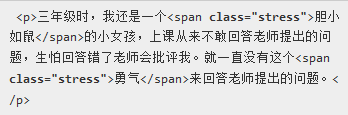 <p>三年级时，我还是一个<span class="stress">胆小
如鼠</span>的小女孩，上课从来不敢回答老师提出的问
题，生怕回答错了老师会批评我。就一直没有这个<span
class="stress">勇气</span>来回答老师提出的问题。<
/p>